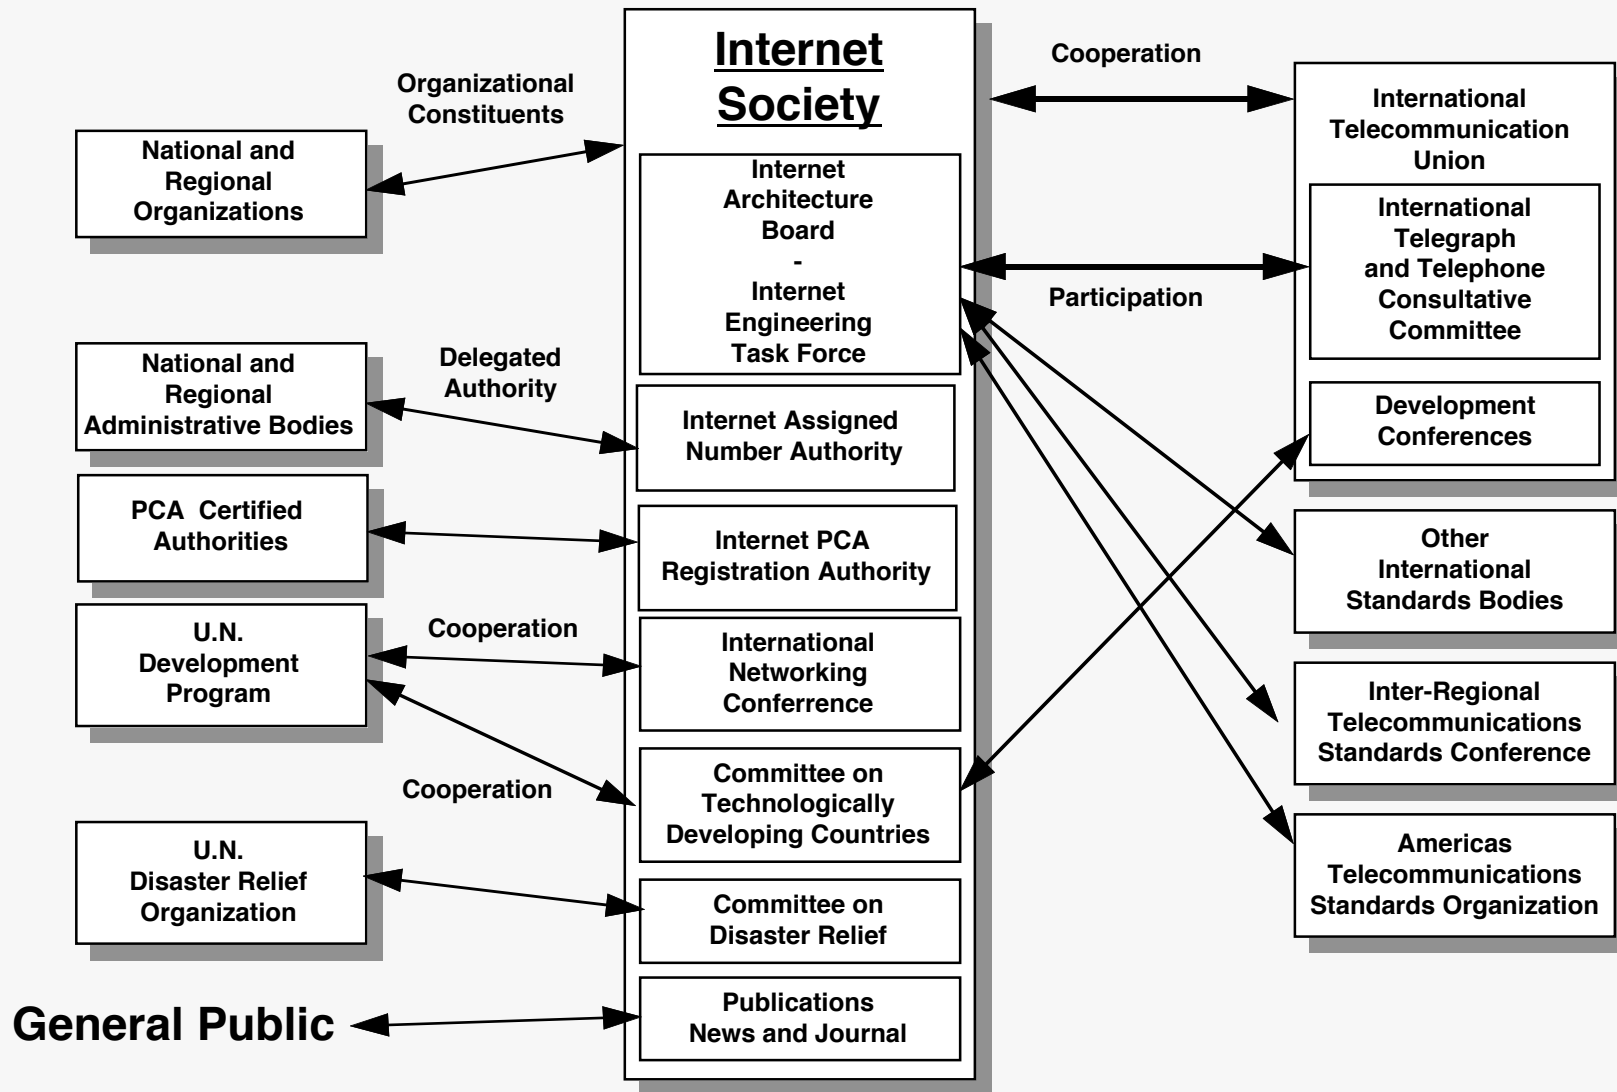 Internet
Society
Organizational
Constituents
National and
Regional
Organizations
Delegated
Authority
National and
Regional
Administrative Bodies
PCA Certified
Authorities
U.N.
Development
Program
Cooperation
Cooperation
U.N.
Disaster Relief
Organization
General Public
Internet
Architecture
Board
-
Internet
Engineering
Task Force
Internet Assigned
Number Authority
Internet PCA
Registration Authority
International
Networking
Conferrence
Committee on
Technologically
Developing Countries
Committee on
Disaster Relief
Publications
News and Journal
Cooperation
Participation
International
Telecommunication
Union
International
Telegraph
and Telephone
Consultative
Committee
Development
Conferences
Other
International
Standards Bodies
Inter-Regional
Telecommunications
Standards Conference
Americas
Telecommunications
Standards Organization